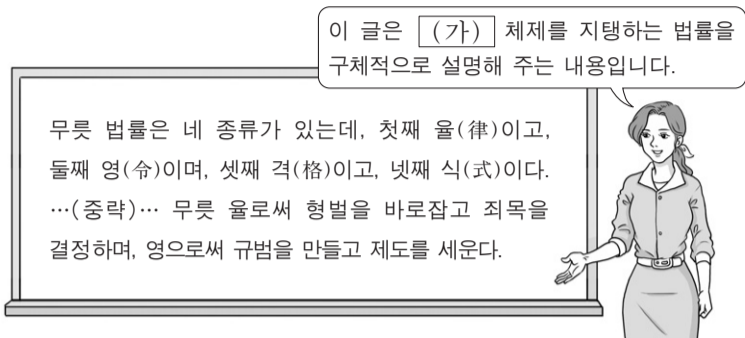 이 글은 (가) 체제를 지탱하는 법률을
구체적으로 설명해 주는 내용입니다.
무릇 법률은 네 종류가 있는데, 첫째 율(律)이고,
둘째 영(令)이며, 셋째 격(格)이고, 넷째 식(式)이다.
…(중략)… 무릇 율로써 형벌을 바로잡고 죄목을
결정하며, 영으로써 규범을 만들고 제도를 세운다.